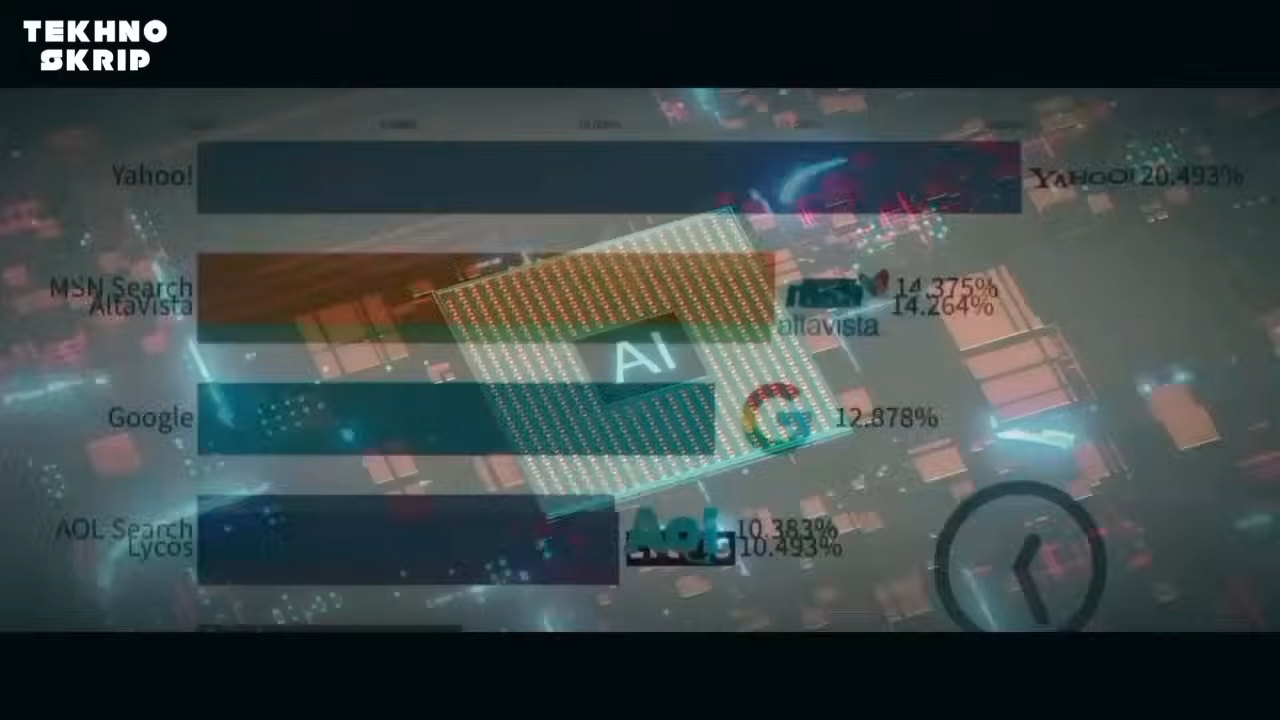 TEKHNO
SKRIP
Yahoo!
YAHOO! 20.493%
MSN Search
14.375%
AltaVista
14.264%
altavista
AI
Google
12.878%
AOL Search
Aol
10.383%
Lycos
10.493%